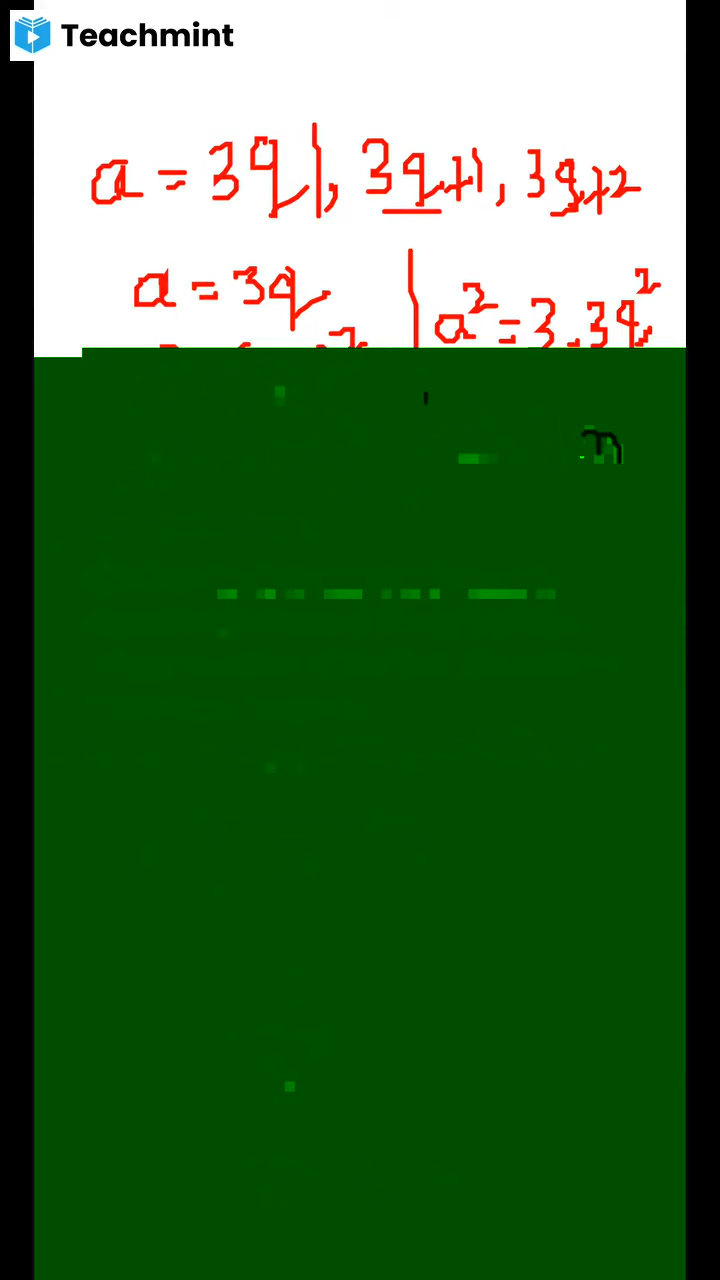 Teachmint
a = 3q, 3q+1, 3q+2
a = 3q
a² = 3.3q²
m